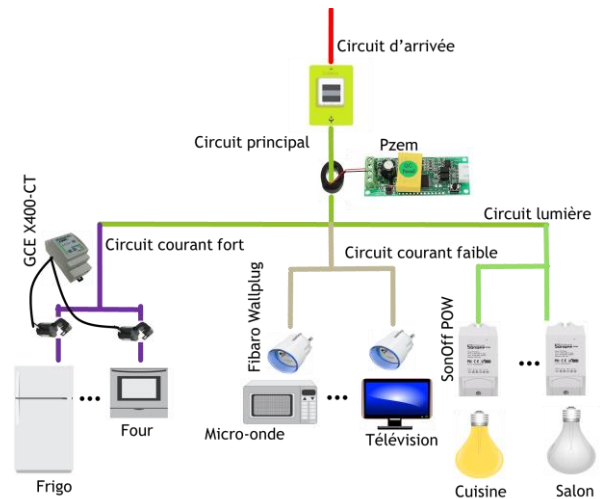 Circuit d'arrivée
Circuit principal
Pzem
GCE X400-CT
Circuit courant fort
Circuit lumière
Circuit courant faible
Fibaro Wallplug
SonOff POW
Frigo
Four
Micro-onde
Télévision
Cuisine
Salon